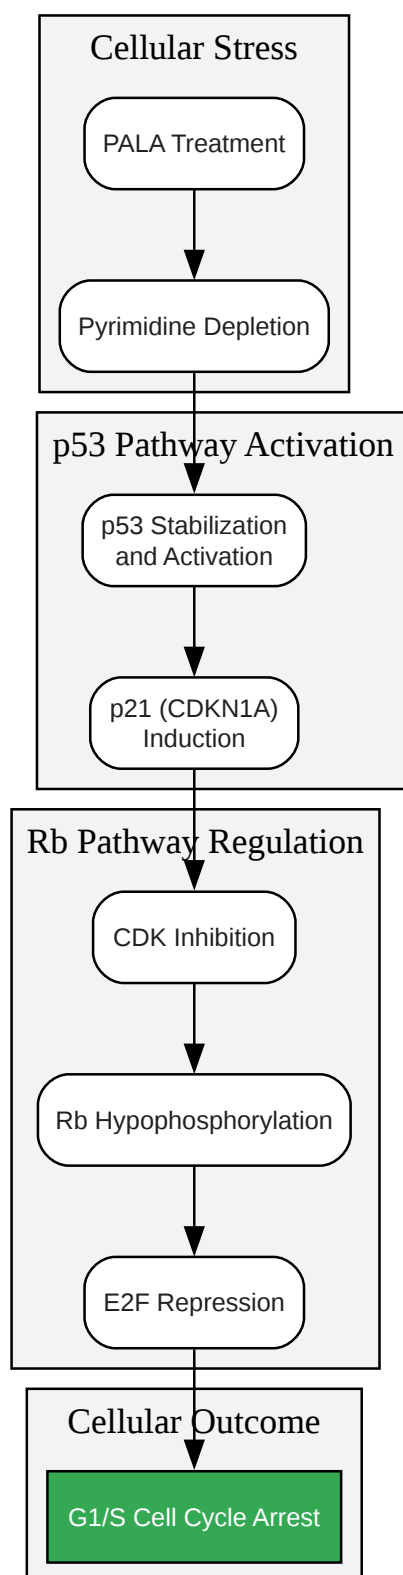 Cellular Stress
PALA Treatment
Pyrimidine Depletion
p53 Pathway Activation
p53 Stabilization
and Activation
p21 (CDKN1A)
Induction
Rb Pathway Regulation
CDK Inhibition
Rb Hypophosphorylation
E2F Repression
Cellular Outcome
G1/S Cell Cycle Arrest